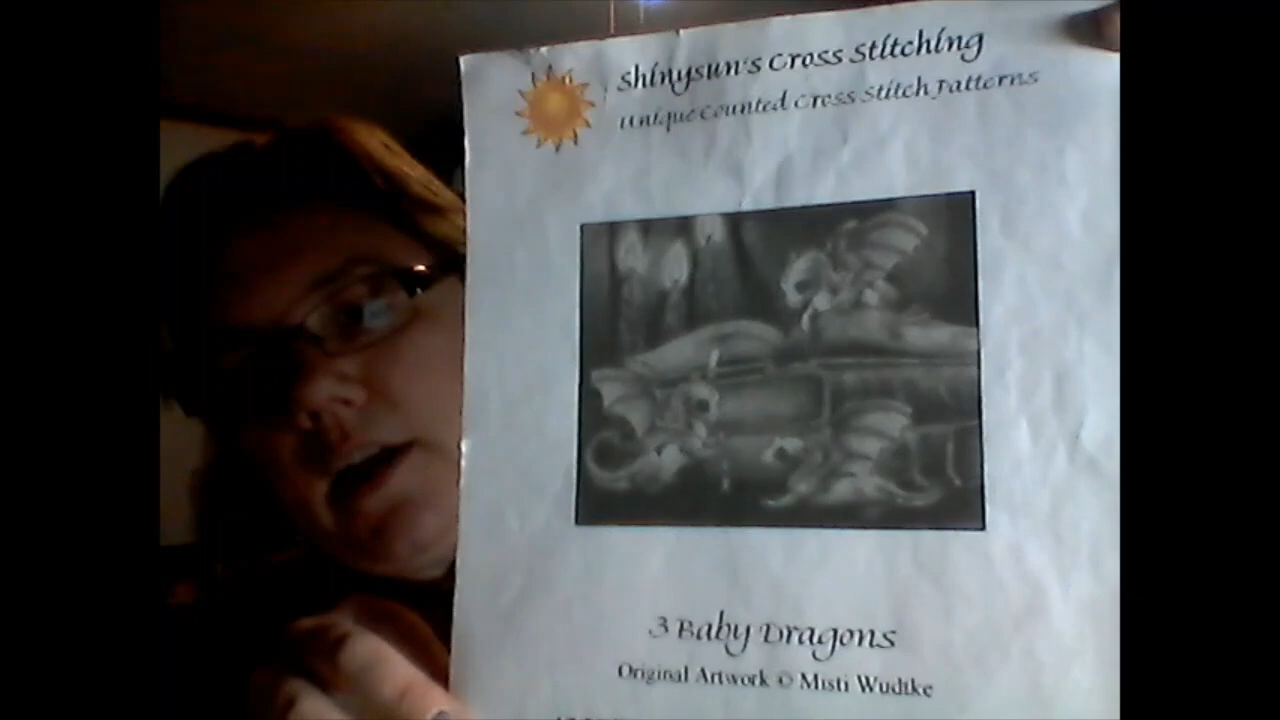 Shinysun's Cross Stitching
Unique Counted Cross Stitch Patterns
3 Baby Dragons
Original Artwork © Misti Wudtke